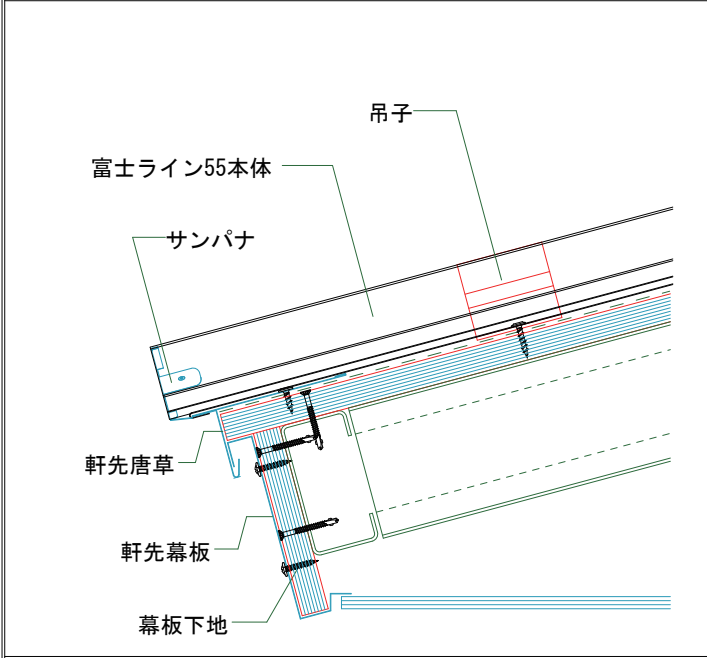 吊子
富士ライン55本体
サンパナ
軒先唐草
軒先幕板
幕板下地